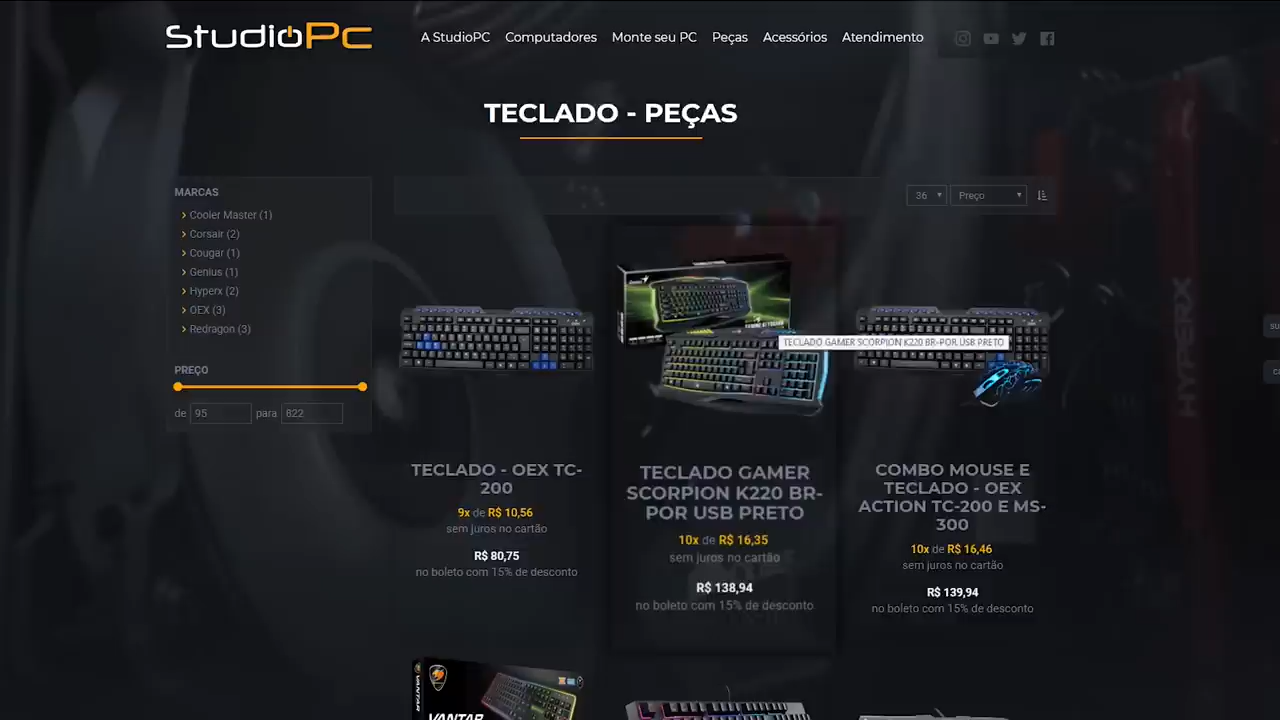 StudioPC
A StudioPC Computadores Monte seu PC Peças Acessórios Atendimento
TECLADO - PEÇAS
MARCAS
Cooler Master (1)
Corsair (2)
Cougar (1)
Genius (1)
Hyperx (2)
OEX (3)
Redragon (3)
PREÇO
de 95 para 822
36 Preço
TECLADO GAMER SCORPION K220 BR-POR USB PRETO
HYPERX
TECLADO - OEX TC-
200
9x de R$ 10,56
sem juros no cartão
R$ 80,75
no boleto com 15% de desconto
TECLADO GAMER
SCORPION K220 BR-
POR USB PRETO
10x de R$ 16,35
sem juros no cartão
R$ 138,94
no boleto com 15% de desconto
COMBO MOUSE E
TECLADO - OEX
ACTION TC-200 E MS-
300
10x de R$ 16,46
sem juros no cartão
R$ 139,94
no boleto com 15% de desconto
VANTAR